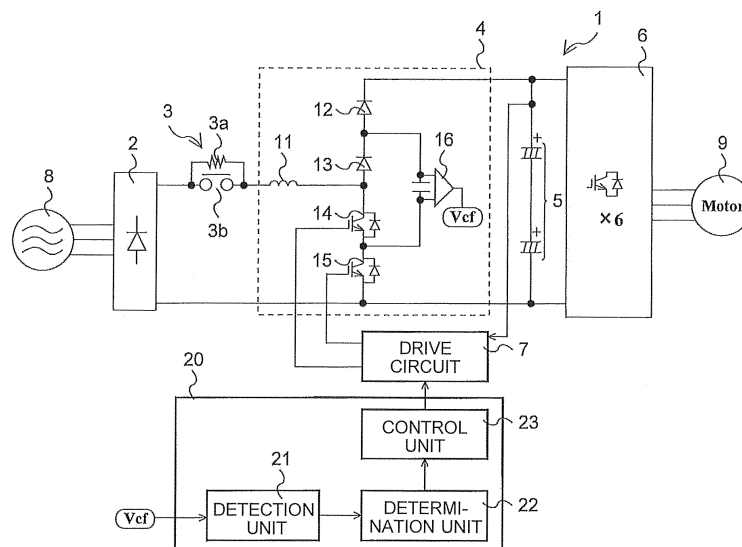 4
1
6
12
3
3a
16
2
11
13
9
8
+
5
Motor
14
Vcf
×6
3b
+
15
DRIVE
CIRCUIT
7
20
CONTROL
UNIT
23
21
Vcf
DETECTION
UNIT
DETERMI-
NATION UNIT
22